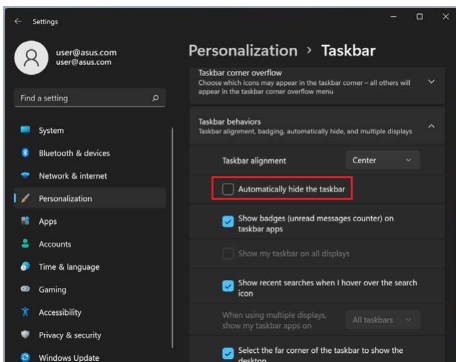 Settings
user@asus.com
user@asus.com
Find a setting
System
Bluetooth & devices
Network & internet
Personalization
Apps
Accounts
Time & language
Gaming
Accessibility
Privacy & security
Windows Update
Personalization > Taskbar
Taskbar corner overflow
Choose which icons may appear in the taskbar corner – all others will
appear in the taskbar corner overflow menu
Taskbar behaviors
Taskbar alignment, badging, automatically hide, and multiple displays
Taskbar alignment
Center
Automatically hide the taskbar
Show badges (unread messages counter) on
taskbar apps
Show my taskbar on all displays
Show recent searches when I hover over the search
icon
When using multiple displays,
show my taskbar apps on
All taskbars
Select the far corner of the taskbar to show the
desktop